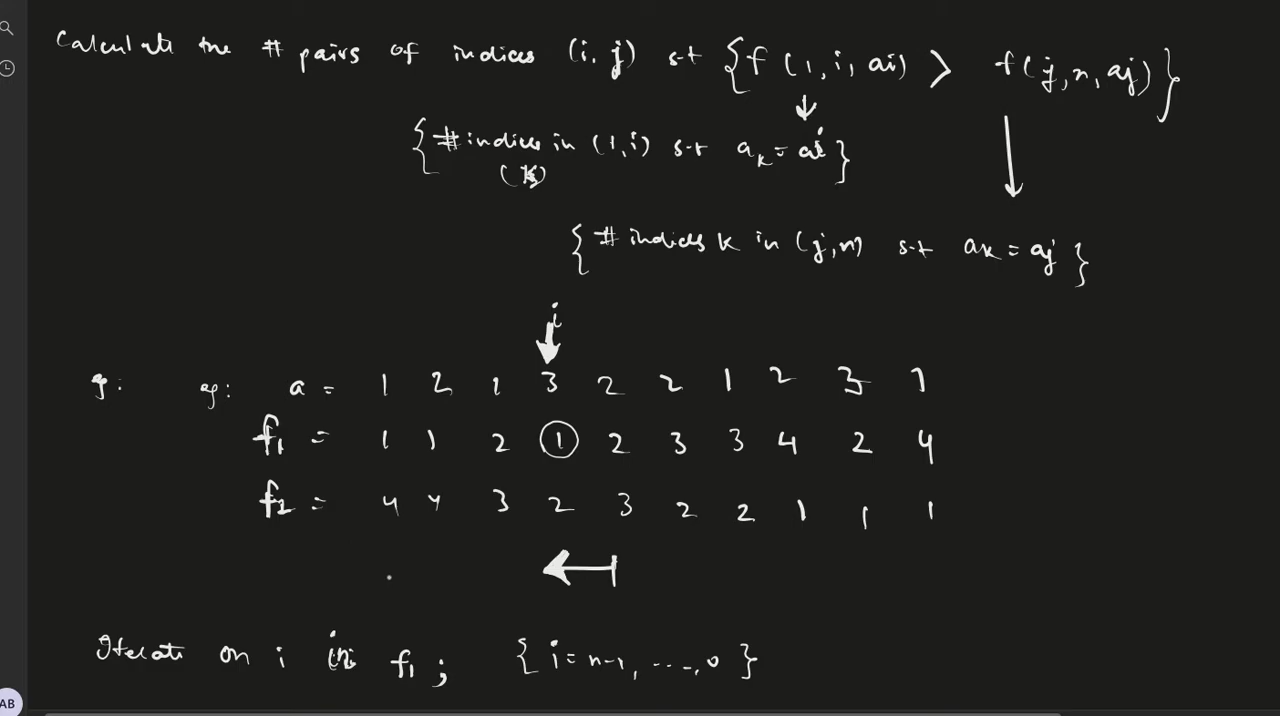 Calculate the # pairs of indices (i, j) s.t {f (1, i, ai) > f(j, n, aj)}
{# indices in (1, i) s.t aₖ = ai}
(k)
{# indices k in (j, n) s.t aₖ = aj}
i
g: eg: a = 1 2 1 3 2 2 1 2 3 1
f₁ = 1 1 2 1 2 3 3 4 2 4
f₂ = 4 4 3 2 3 2 2 1 1 1
Iterate on i in f₁; {i = n-1, ...., 0}
AB